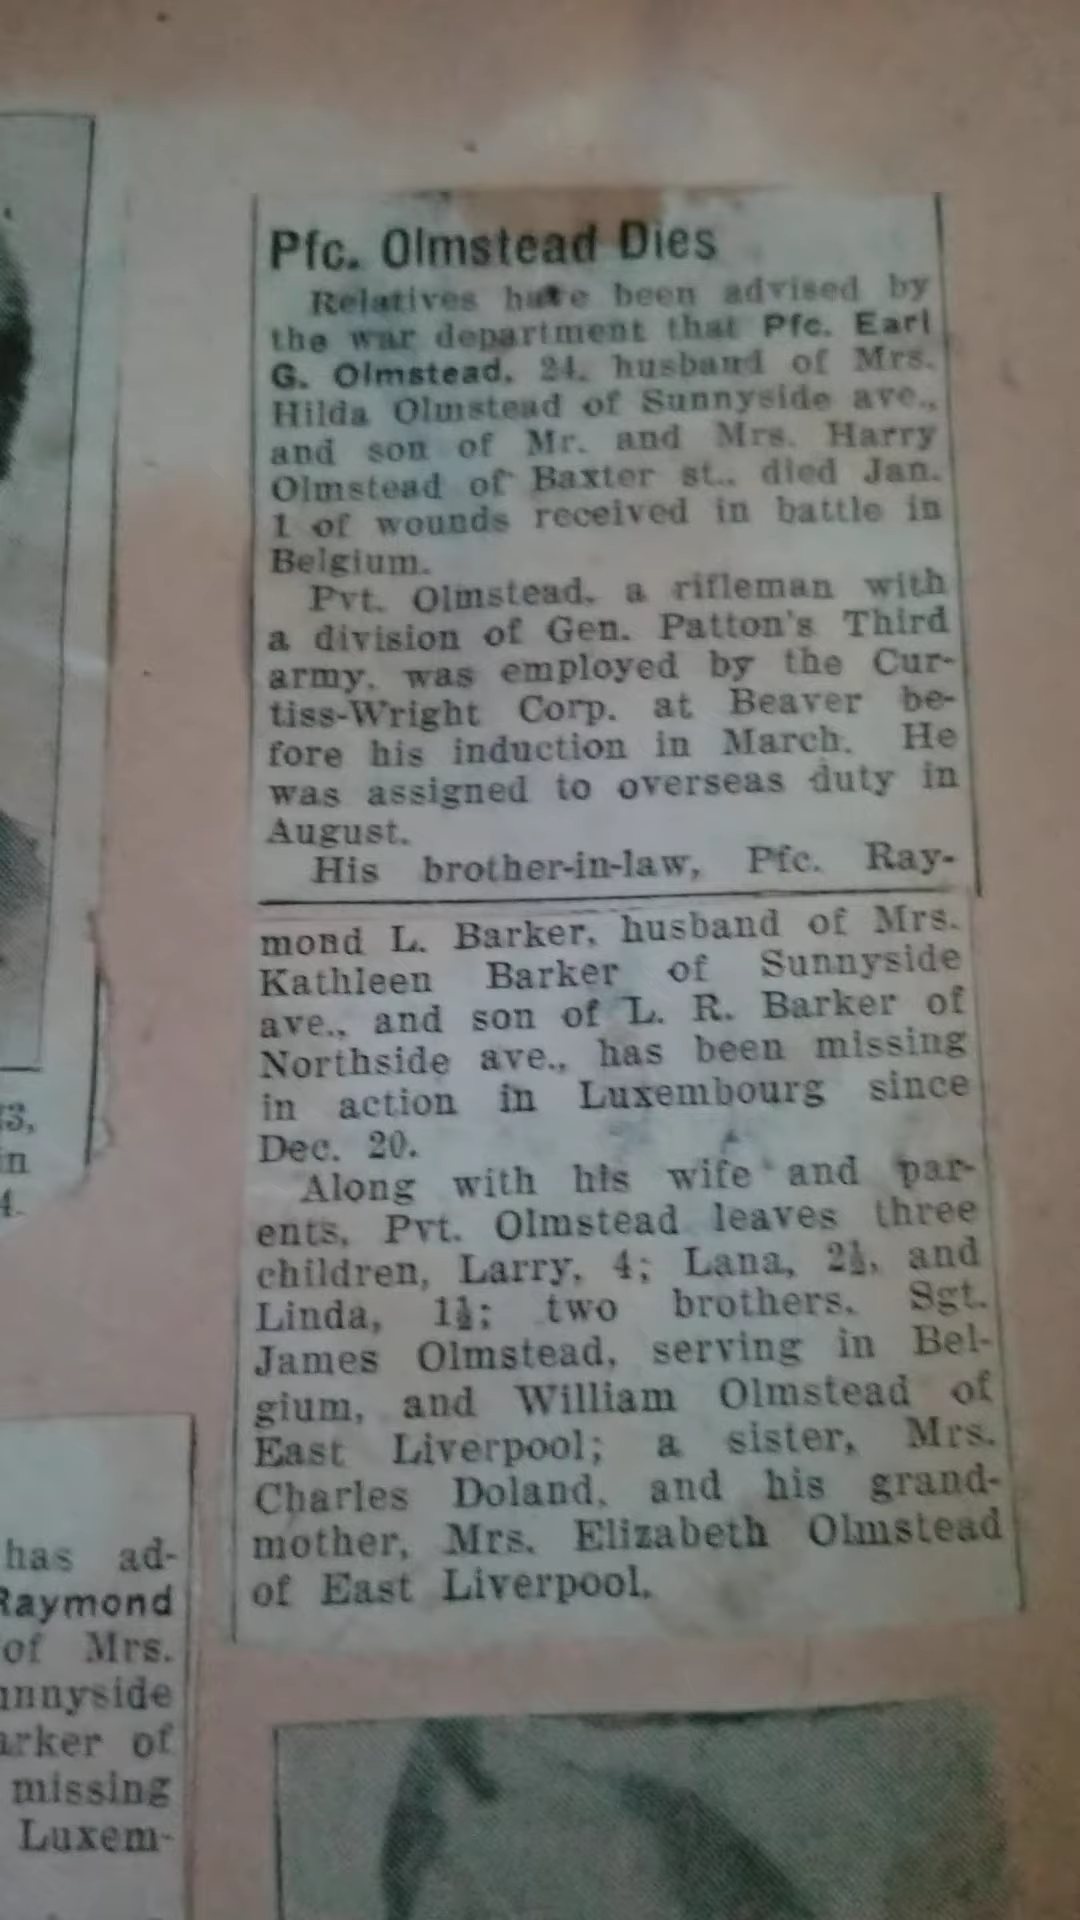 Pfc. Olmstead Dies
Relatives have been advised by
the war department that Pfc. Earl
G. Olmstead, 24, husband of Mrs.
Hilda Olmstead of Sunnyside ave.,
and son of Mr. and Mrs. Harry
Olmstead of Baxter st., died Jan.
1 of wounds received in battle in
Belgium.
Pvt. Olmstead, a rifleman with
a division of Gen. Patton's Third
army, was employed by the Cur-
tiss-Wright Corp. at Beaver be-
fore his induction in March. He
was assigned to overseas duty in
August.
His brother-in-law, Pfc. Ray-
mond L. Barker, husband of Mrs.
Kathleen Barker of Sunnyside
ave., and son of L. R. Barker of
Northside ave., has been missing
in action in Luxembourg since
Dec. 20.
Along with his wife and par-
ents, Pvt. Olmstead leaves three
children, Larry, 4; Lana, 2½, and
Linda, 1½; two brothers, Sgt.
James Olmstead, serving in Bel-
gium, and William Olmstead of
East Liverpool; a sister, Mrs.
Charles Doland, and his grand-
mother, Mrs. Elizabeth Olmstead
of East Liverpool.
3,
in
4.
has ad-
Raymond
of Mrs.
unnyside
arker of
missing
Luxem-